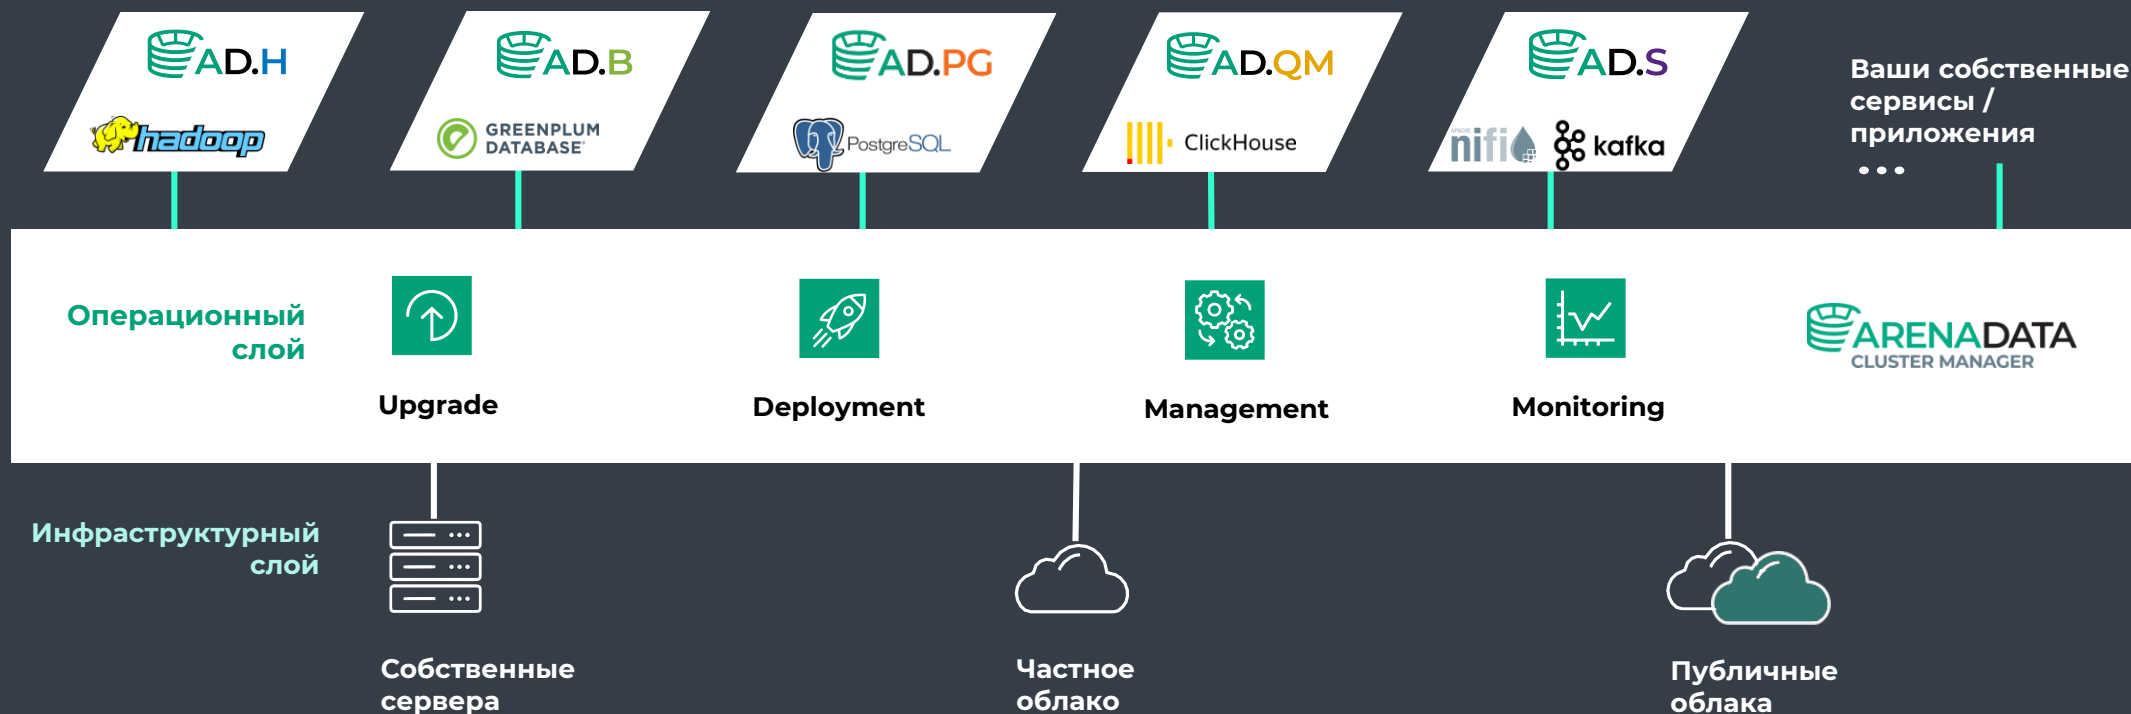 AD.H
hadoop
AD.B
GREENPLUM
DATABASE
AD.PG
PostgreSQL
AD.QM
ClickHouse
AD.S
APACHE
nifi
kafka
Ваши собственные
сервисы /
приложения
...
Операционный
слой
Upgrade
Deployment
Management
Monitoring
ARENADATA
CLUSTER MANAGER
Инфраструктурный
слой
Собственные
сервера
Частное
облако
Публичные
облака